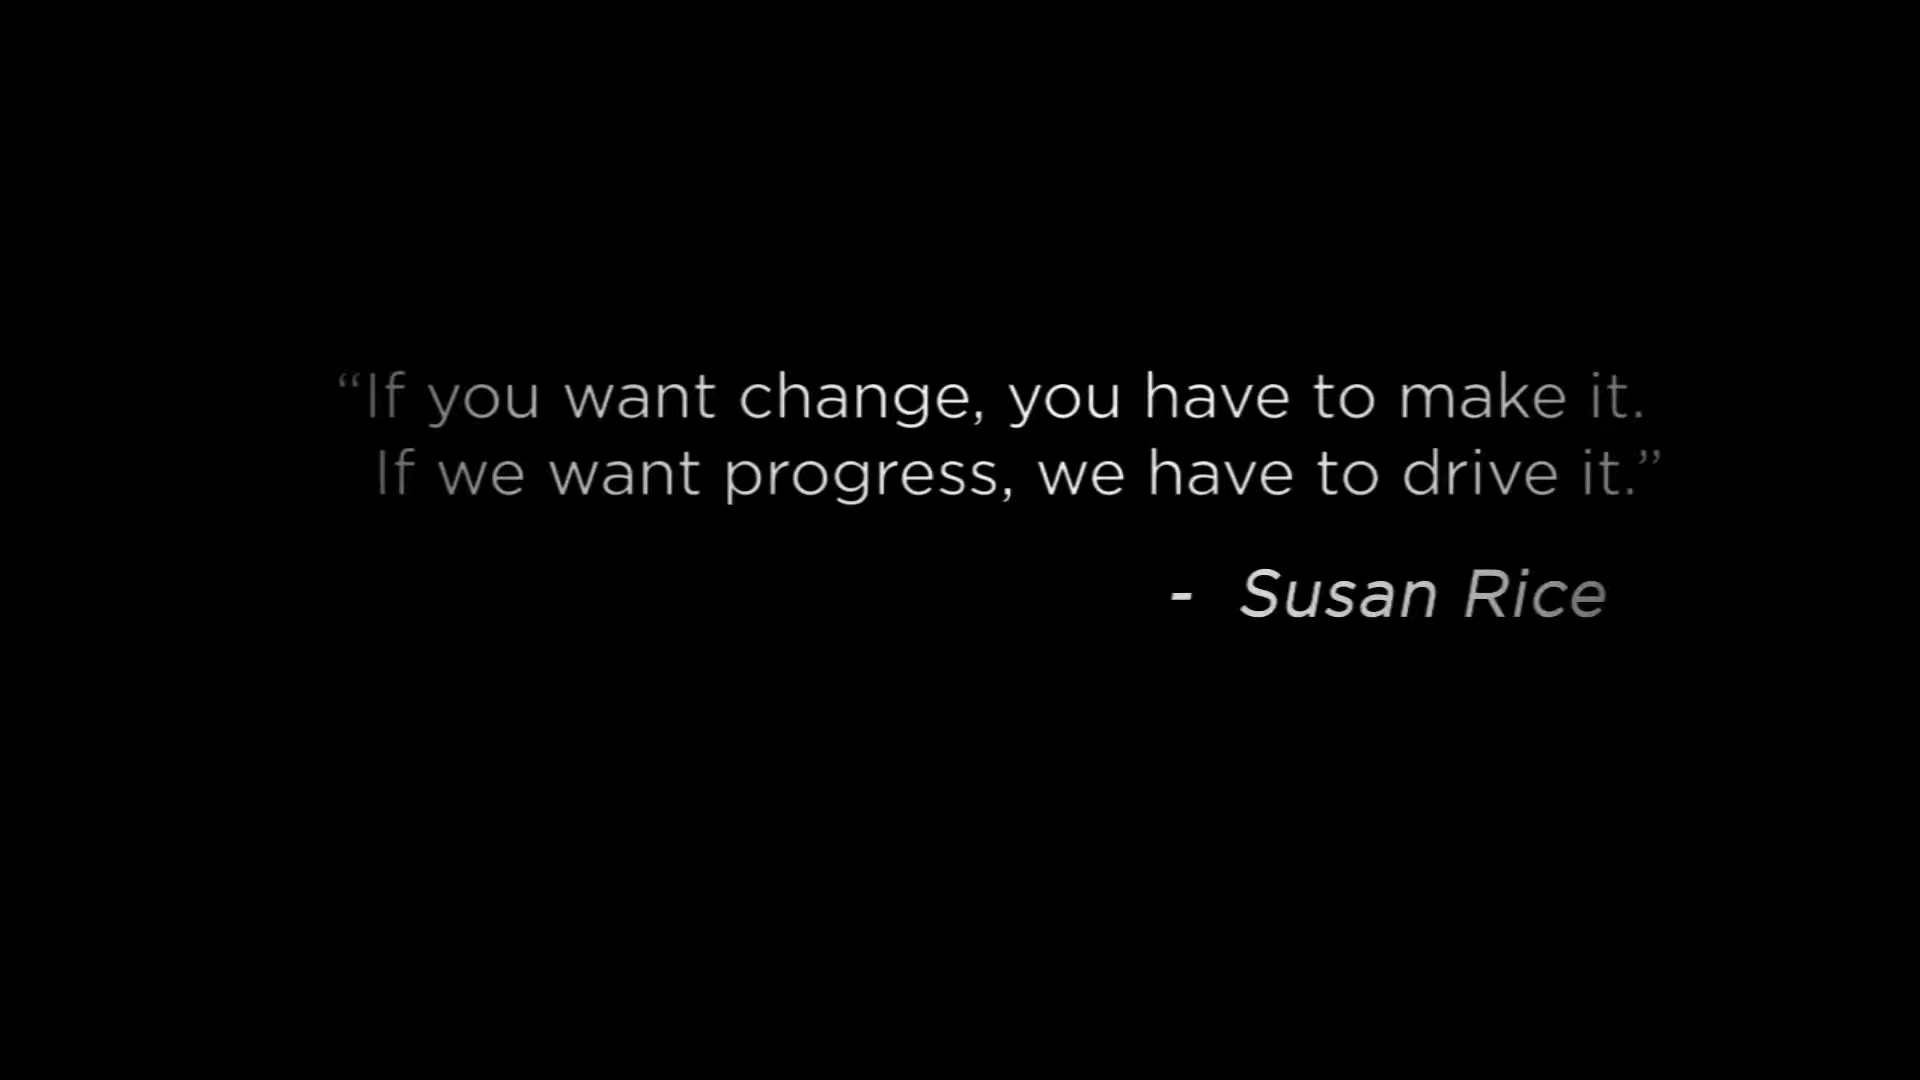 “If you want change, you have to make it.
If we want progress, we have to drive it.”
- Susan Rice